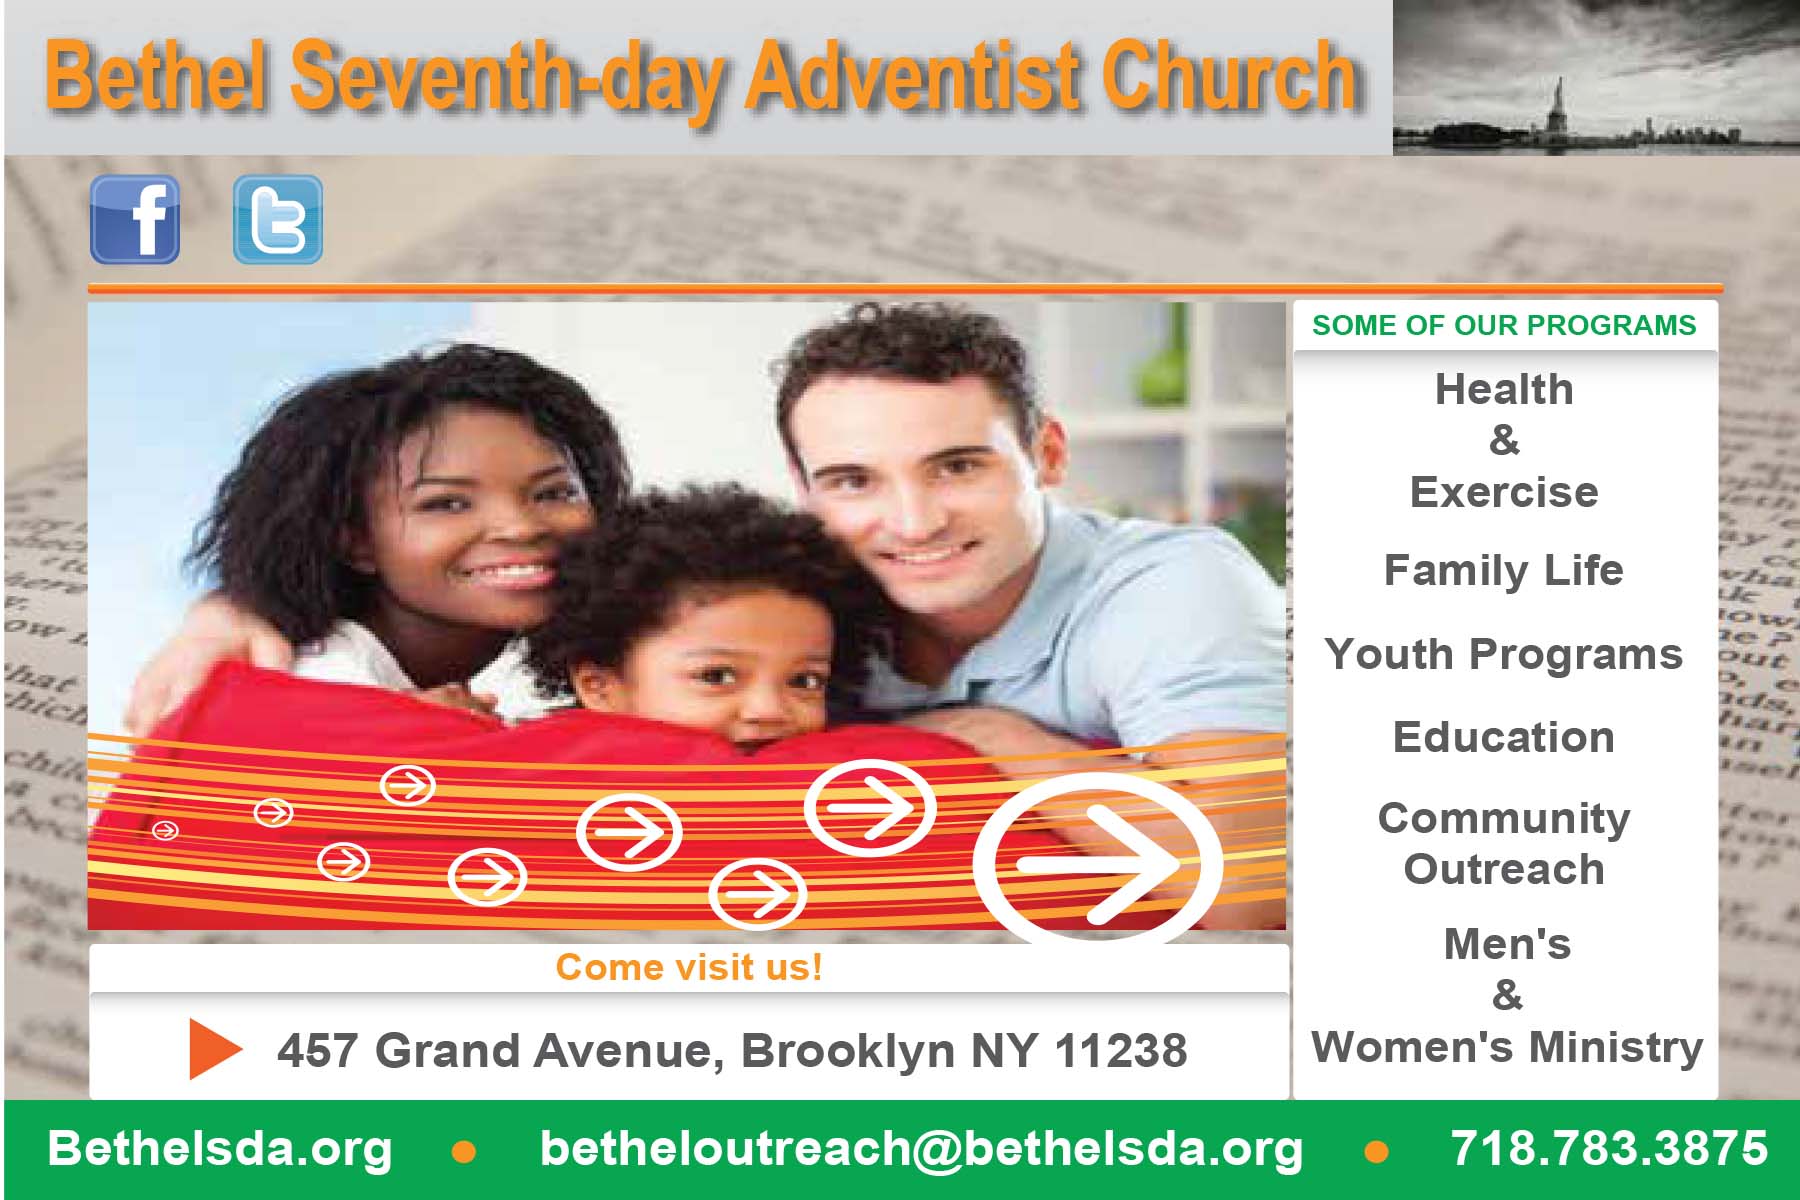 Bethel Seventh-day Adventist Church
f t
SOME OF OUR PROGRAMS
Health
&
Exercise
Family Life
Youth Programs
Education
Community
Outreach
Men's
&
Women's Ministry
Come visit us!
457 Grand Avenue, Brooklyn NY 11238
Bethelsda.org • betheloutreach@bethelsda.org • 718.783.3875